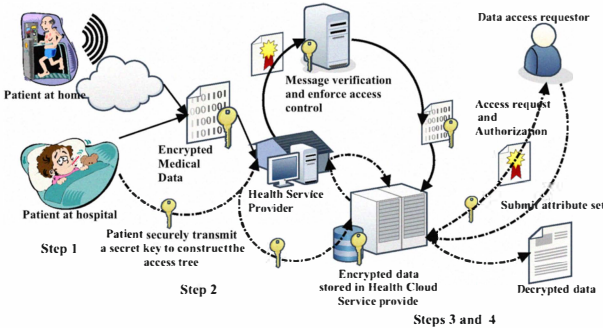 Data access requestor
Message verification
and enforce access
control
Patient at home
Access request
and
Authorization
Encrypted
Medical
Data
Health Service
Provider
Submit attribute set
Patient at hospital
Patient securely transmit
a secret key to constructthe
access tree
Step 1
Step 2
Encrypted data
stored in Health Cloud
Service provide
Decrypted data
Steps 3 and 4